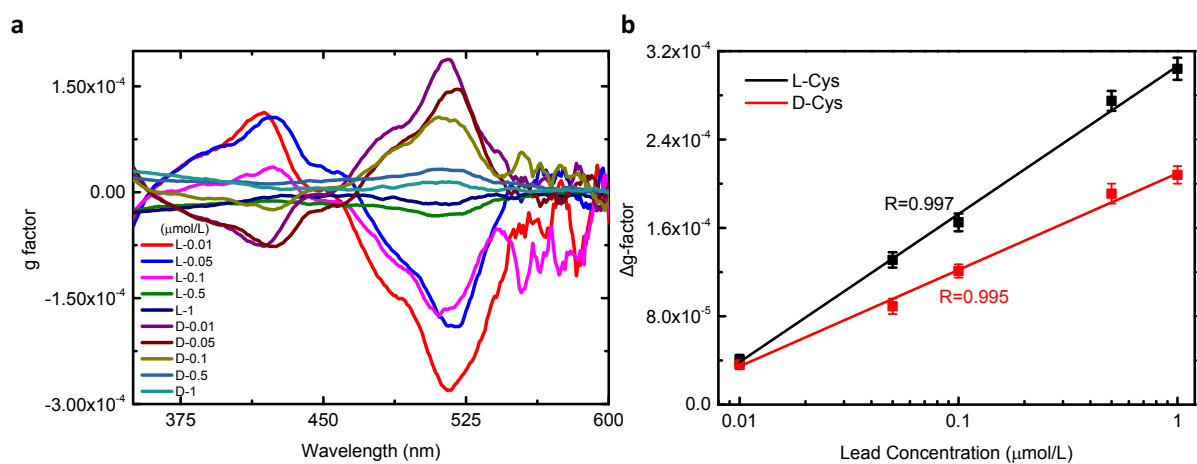 a
1.50x10⁻⁴
0.00
-1.50x10⁻⁴
-3.00x10⁻⁴
g factor
(μmol/L)
L-0.01
L-0.05
L-0.1
L-0.5
L-1
D-0.01
D-0.05
D-0.1
D-0.5
D-1
375
450
525
600
Wavelength (nm)
b
3.2x10⁻⁴
2.4x10⁻⁴
1.6x10⁻⁴
8.0x10⁻⁵
0.0
Δg-factor
L-Cys
D-Cys
R=0.997
R=0.995
0.01
0.1
1
Lead Concentration (μmol/L)